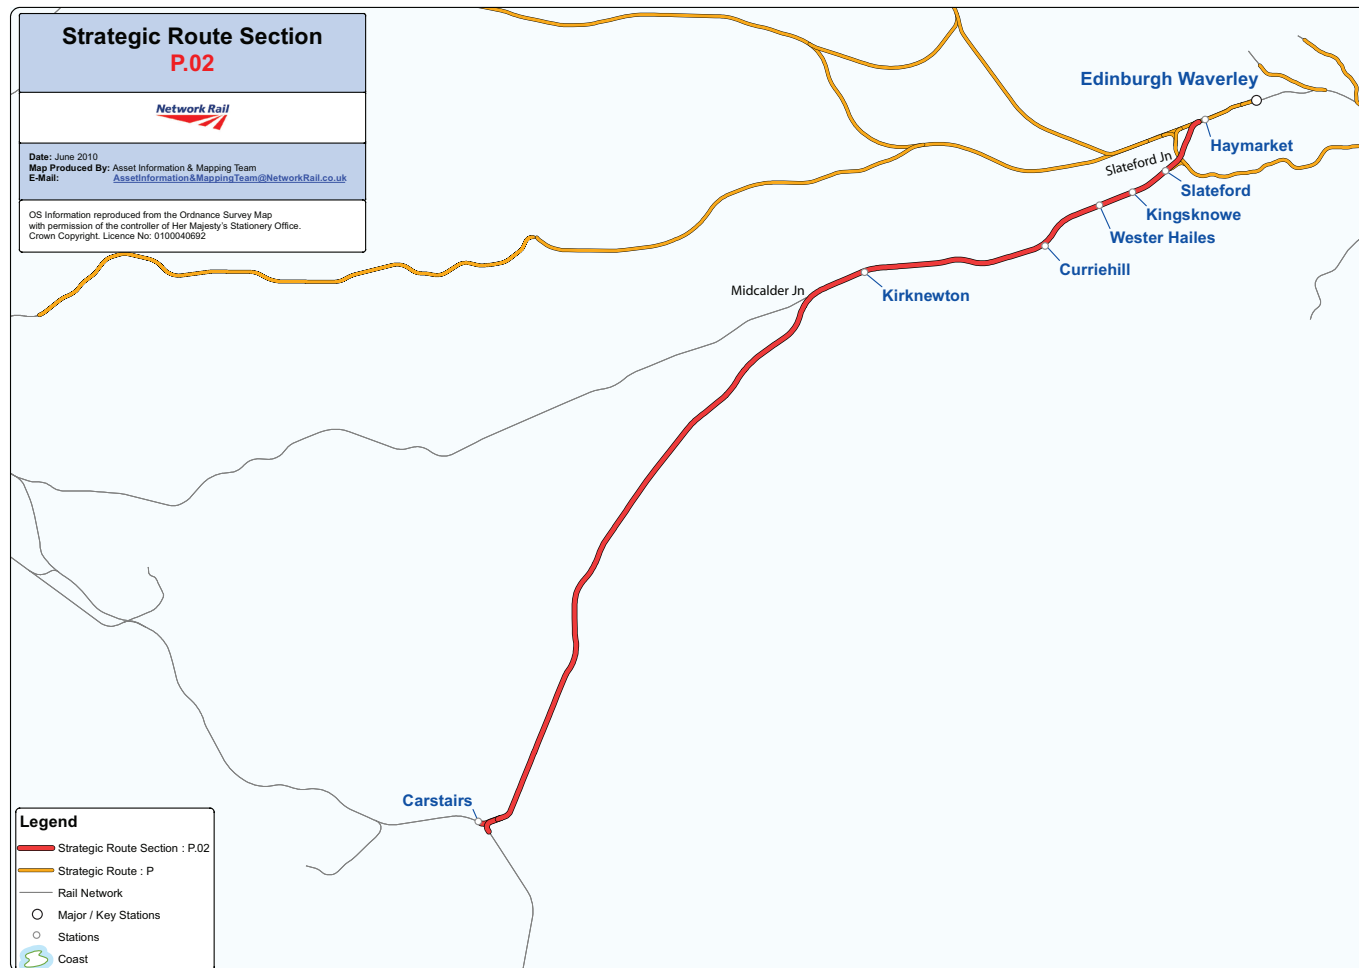 Strategic Route Section
P.02
Network Rail
Date: June 2010
Map Produced By: Asset Information & Mapping Team
E-Mail: AssetInformation&MappingTeam@NetworkRail.co.uk
OS Information reproduced from the Ordnance Survey Map
with permission of the controller of Her Majesty's Stationery Office.
Crown Copyright. Licence No: 0100040692
Edinburgh Waverley
Haymarket
Slateford Jn
Slateford
Kingsknowe
Wester Hailes
Curriehill
Midcalder Jn
Kirknewton
Carstairs
Legend
Strategic Route Section : P.02
Strategic Route : P
Rail Network
Major / Key Stations
Stations
Coast